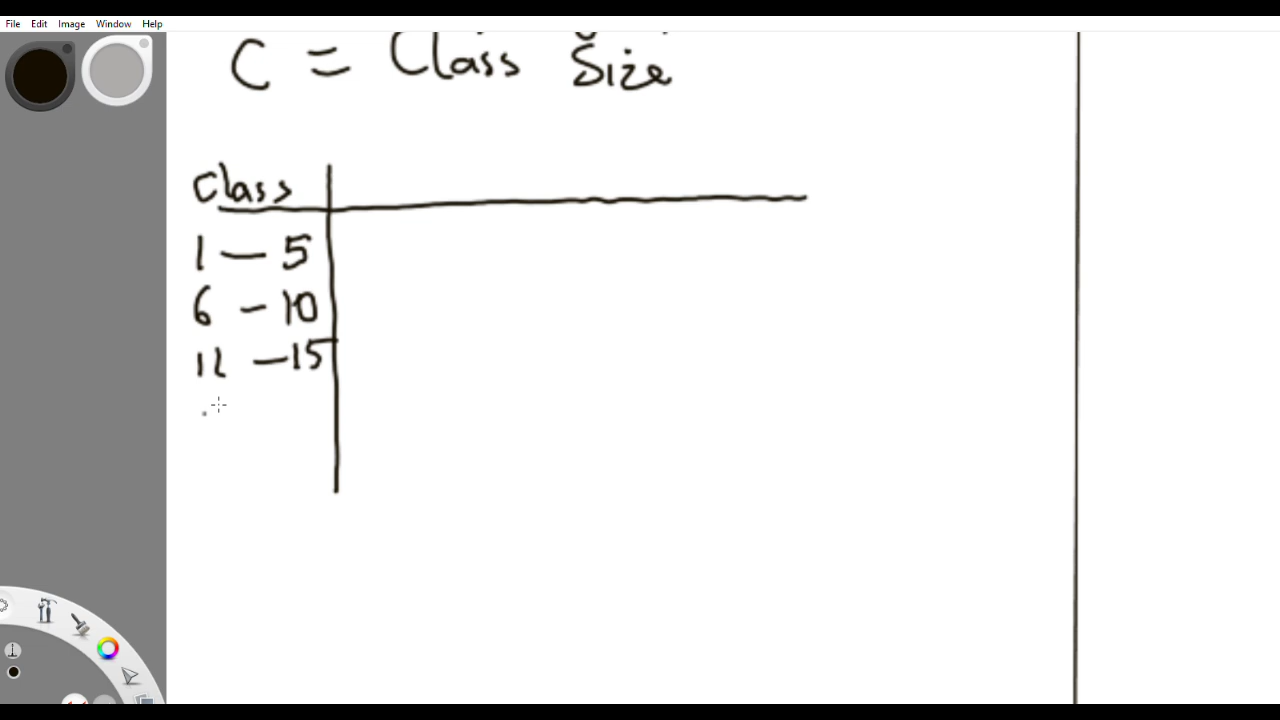 File Edit Image Window Help
C = Class Size
Class
1 — 5
6 - 10
11 - 15